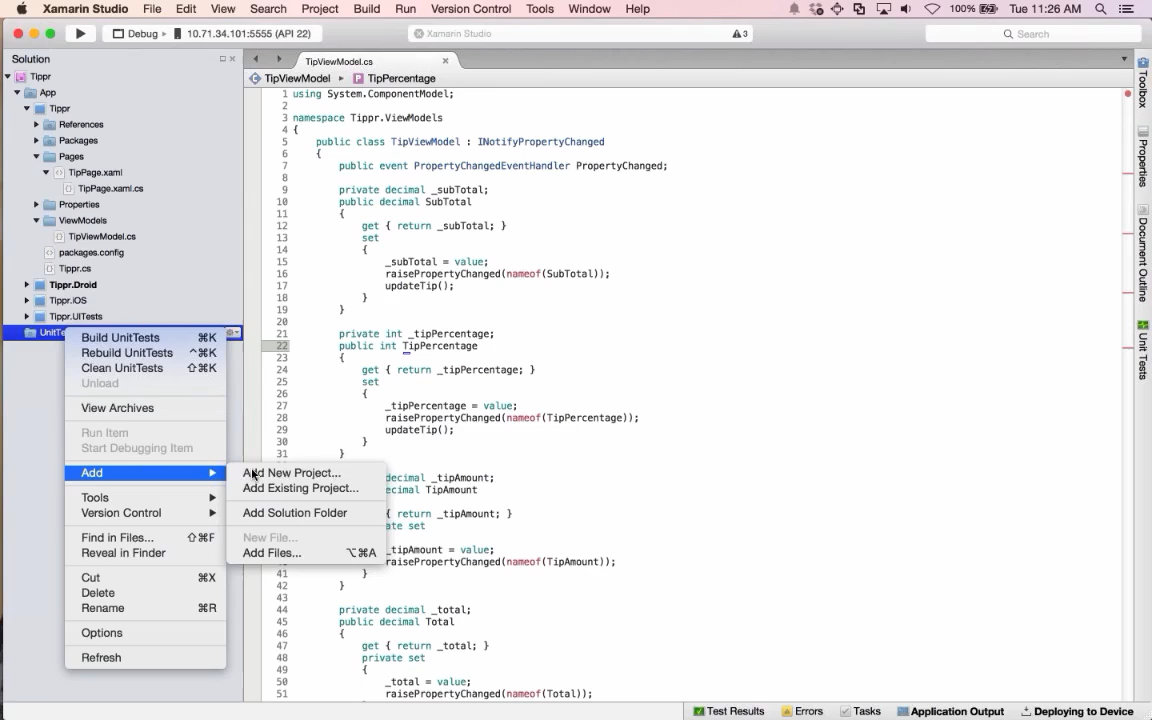 Xamarin Studio File Edit View Search Project Build Run Version Control Tools Window Help 100% Tue 11:26 AM
Debug 10.71.34.101:5555 (API 22) Xamarin Studio 3 Search
Solution
Tippr
App
Tippr
References
Packages
Pages
TipPage.xaml
TipPage.xaml.cs
Properties
ViewModels
TipViewModel.cs
packages.config
Tippr.cs
Tippr.Droid
Tippr.iOS
Tippr.UITests
UnitTe
Build UnitTests ⌘K
Rebuild UnitTests ^⌘K
Clean UnitTests ⇧⌘K
Unload
View Archives
Run Item
Start Debugging Item
Add
Tools
Version Control
Find in Files... ⇧⌘F
Reveal in Finder
Cut ⌘X
Delete
Rename ⌘R
Options
Refresh
Add New Project...
Add Existing Project...
Add Solution Folder
New File...
Add Files... ⌥⌘A
TipViewModel.cs
TipViewModel TipPercentage
1 using System.ComponentModel;
2
3 namespace Tippr.ViewModels
4 {
5 public class TipViewModel : INotifyPropertyChanged
6 {
7 public event PropertyChangedEventHandler PropertyChanged;
8
9 private decimal _subTotal;
10 public decimal SubTotal
11 {
12 get { return _subTotal; }
13 set
14 {
15 _subTotal = value;
16 raisePropertyChanged(nameof(SubTotal));
17 updateTip();
18 }
19 }
20
21 private int _tipPercentage;
22 public int TipPercentage
23 {
24 get { return _tipPercentage; }
25 set
26 {
27 _tipPercentage = value;
28 raisePropertyChanged(nameof(TipPercentage));
29 updateTip();
30 }
31 }
decimal _tipAmount;
ecimal TipAmount
{ return _tipAmount; }
ate set
_tipAmount = value;
raisePropertyChanged(nameof(TipAmount));
41 }
42 }
43
44 private decimal _total;
45 public decimal Total
46 {
47 get { return _total; }
48 private set
49 {
50 _total = value;
51 raisePropertyChanged(nameof(Total));
Toolbox
Properties
Document Outline
Unit Tests
Test Results Errors Tasks Application Output Deploying to Device